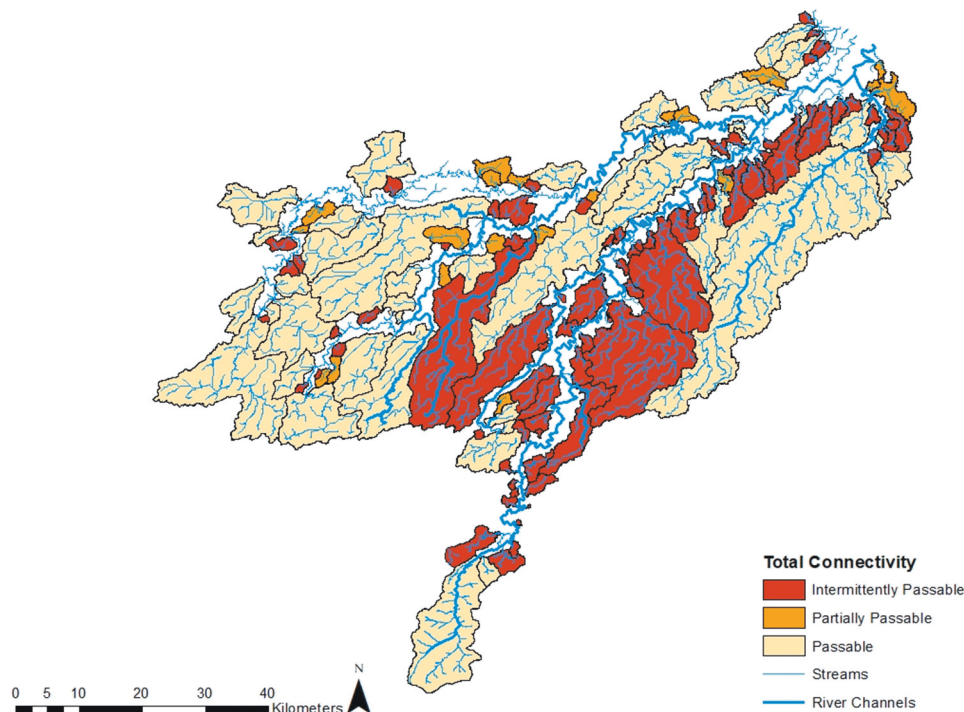 Total Connectivity
Intermittently Passable
Partially Passable
Passable
Streams
River Channels
N
0 5 10 20 30 40
Kilometers